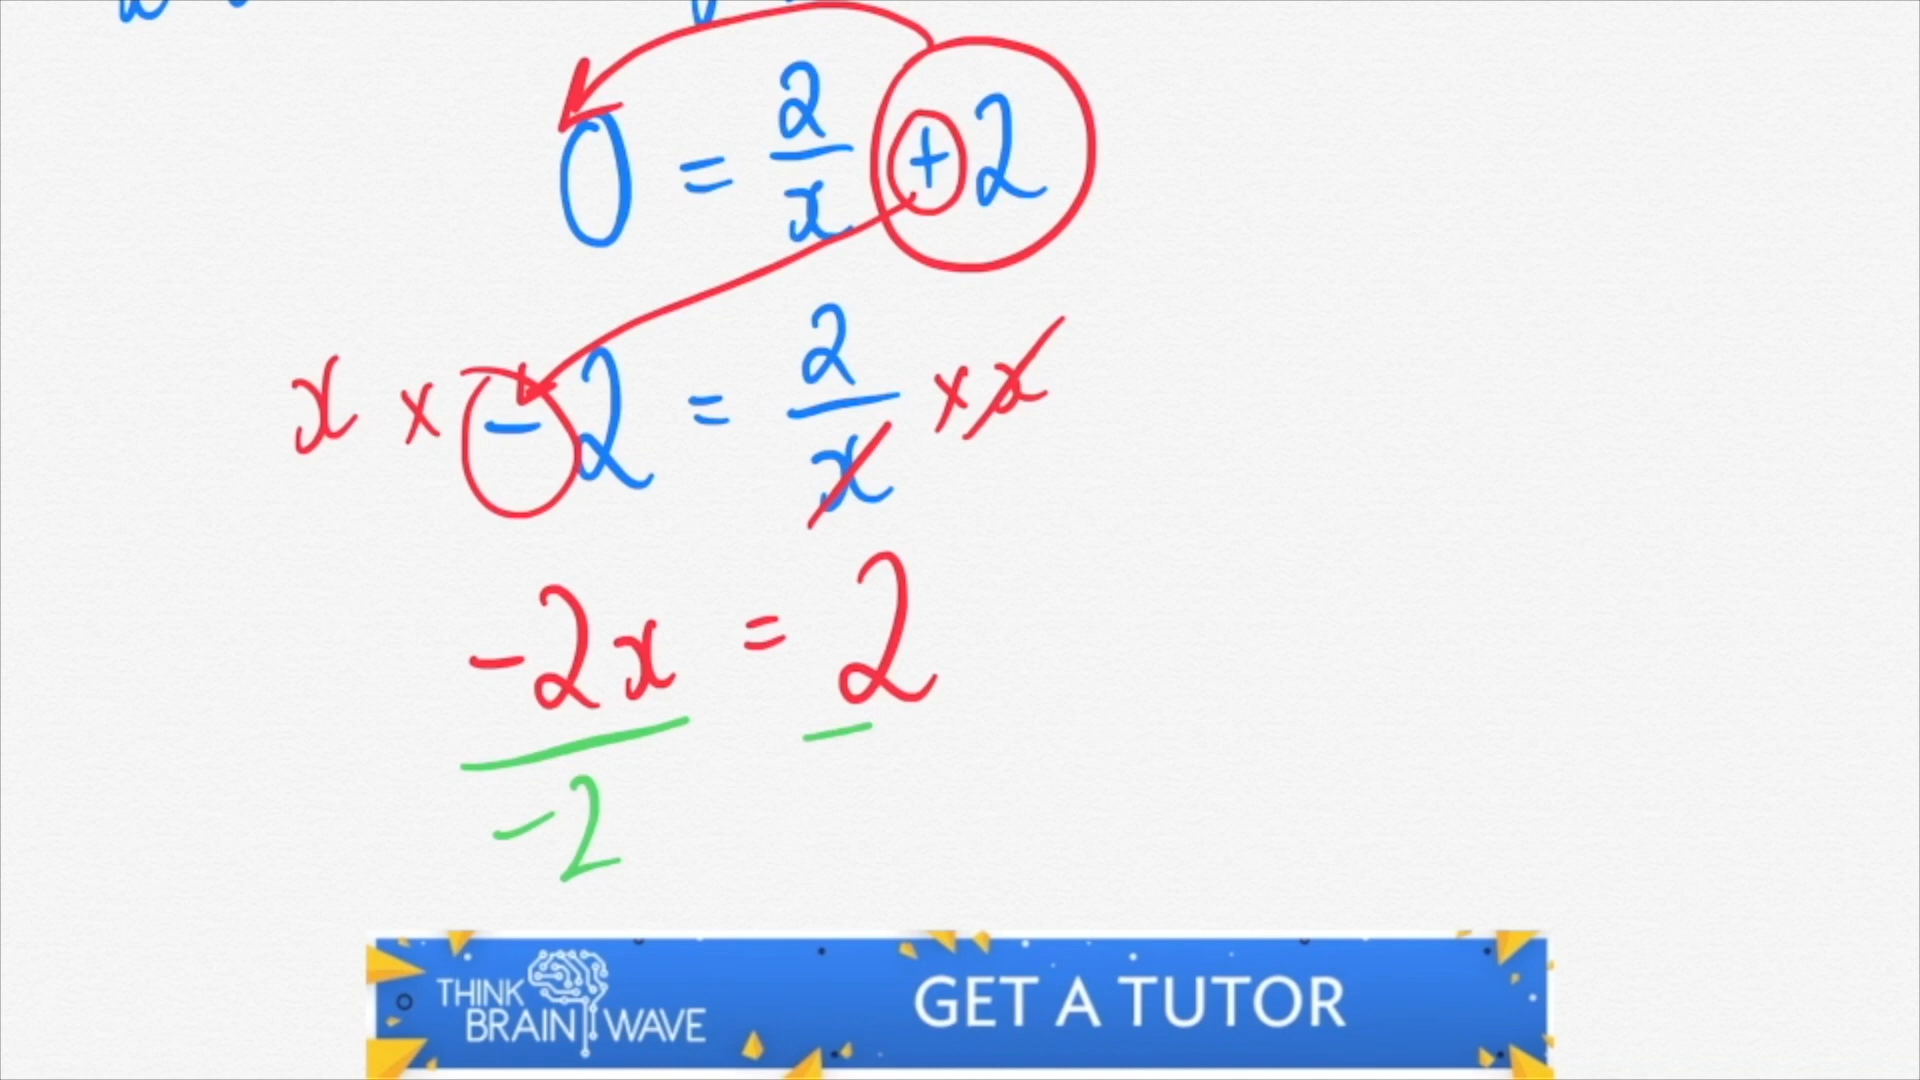 0 = 2/x + 2
x × -2 = 2/x × x
-2x = 2
-2
THINK
BRAIN WAVE
GET A TUTOR